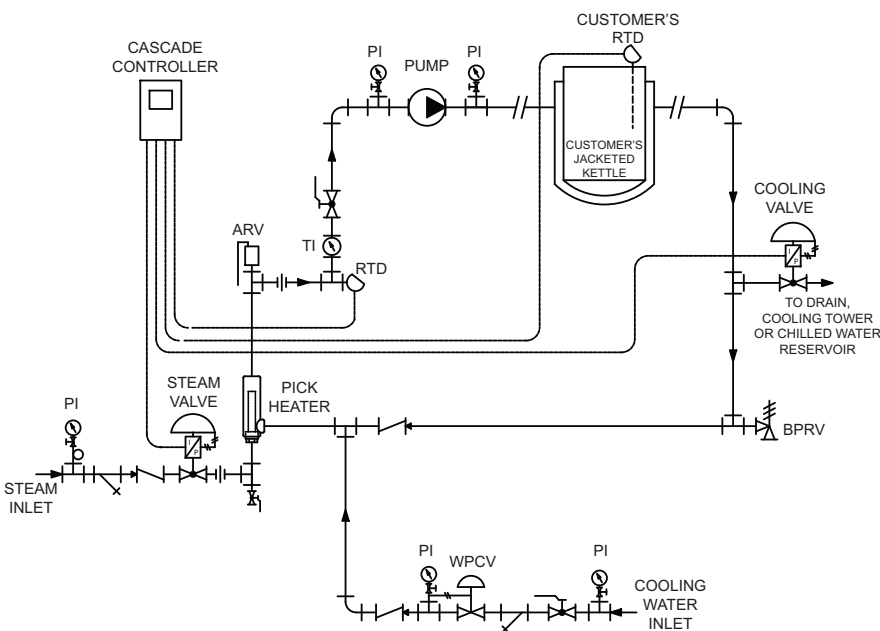 CUSTOMER'S
RTD
CASCADE
CONTROLLER
PI
PUMP
PI
CUSTOMER'S
JACKETED
KETTLE
COOLING
VALVE
ARV
TI
RTD
I
P
TO DRAIN,
COOLING TOWER
OR CHILLED WATER
RESERVOIR
STEAM
VALVE
PICK
HEATER
PI
I
P
BPRV
STEAM
INLET
PI
WPCV
PI
COOLING
WATER
INLET